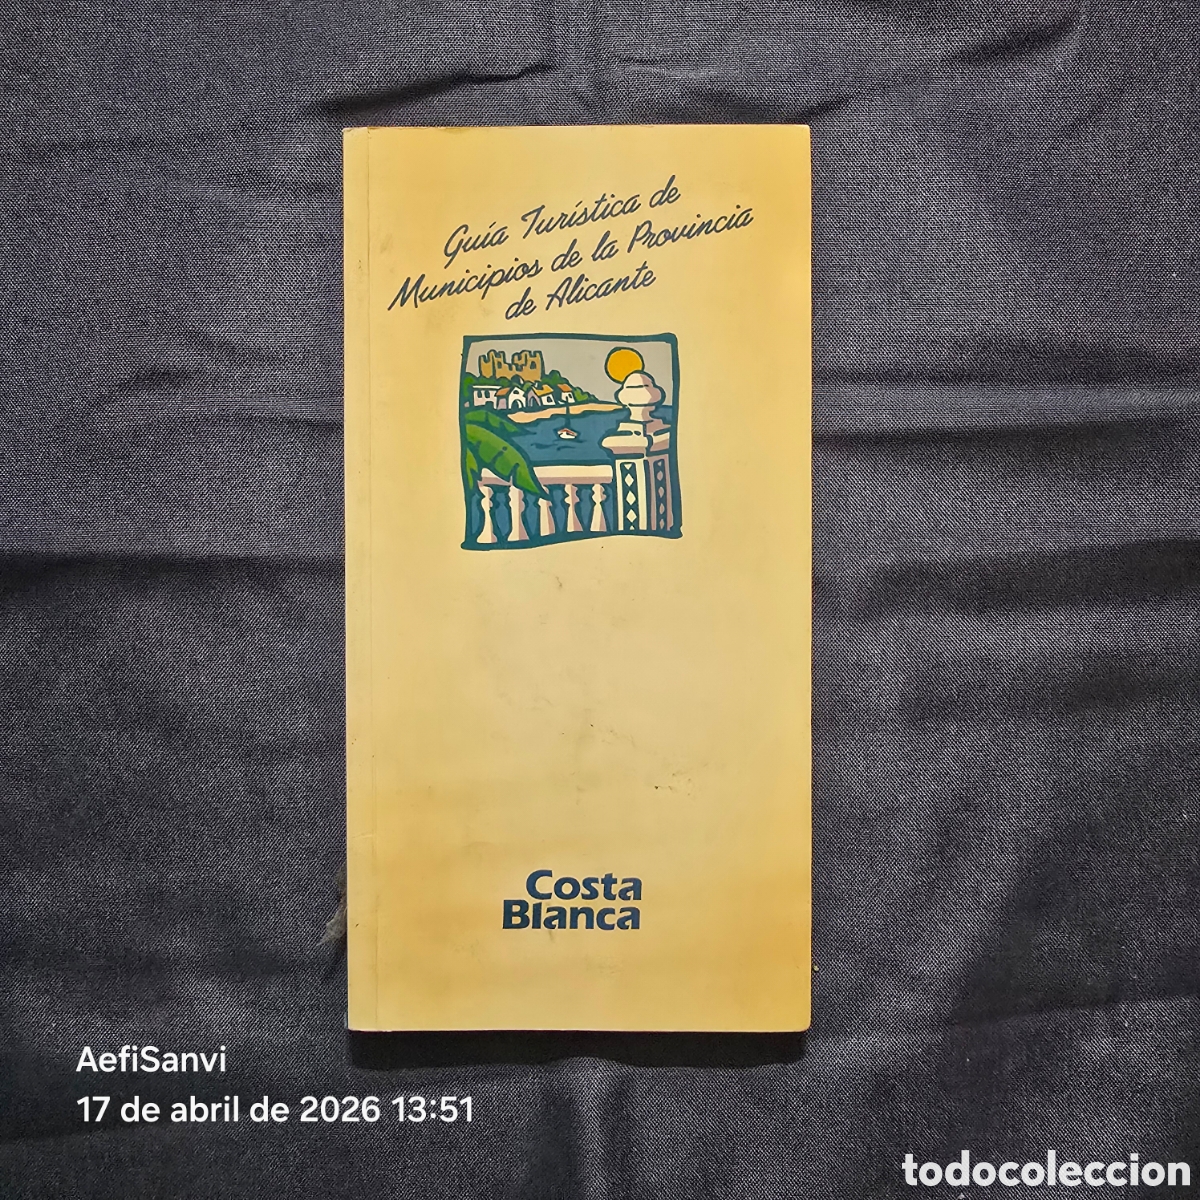 Guía Turística de
Municipios de la Provincia
de Alicante
Costa
Blanca
AefiSanvi
17 de abril de 2026 13:51
todocoleccion